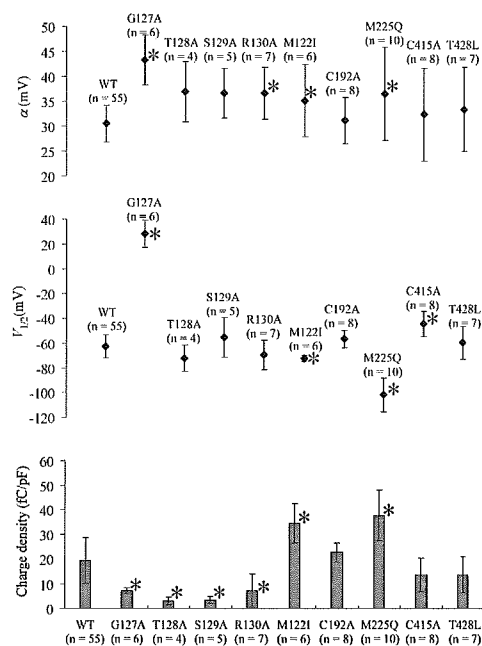 G127A
(n = 6)
T128A
(n = 4)
S129A
(n = 5)
R130A
(n = 7)
M122I
(n = 6)
C192A
(n = 8)
M225Q
(n = 10)
C415A
(n = 8)
T428L
(n = 7)
WT
(n = 55)
50
45
40
35
30
25
α (mV)
*
*
*
*
G127A
(n = 6)
WT
(n = 55)
T128A
(n = 4)
S129A
(n = 5)
R130A
(n = 7)
M122I
(n = 6)
C192A
(n = 8)
M225Q
(n = 10)
C415A
(n = 8)
T428L
(n = 7)
40
20
0
-20
-40
-60
-80
-100
-120
V1/2(mV)
*
*
*
*
60
50
40
30
20
10
0
Charge density (fC/pF)
*
*
*
*
*
*
WT G127A T128A S129A R130A M122I C192A M225Q C415A T428L
(n = 55) (n = 6) (n = 4) (n = 5) (n = 7) (n = 6) (n = 8) (n = 10) (n = 8) (n = 7)